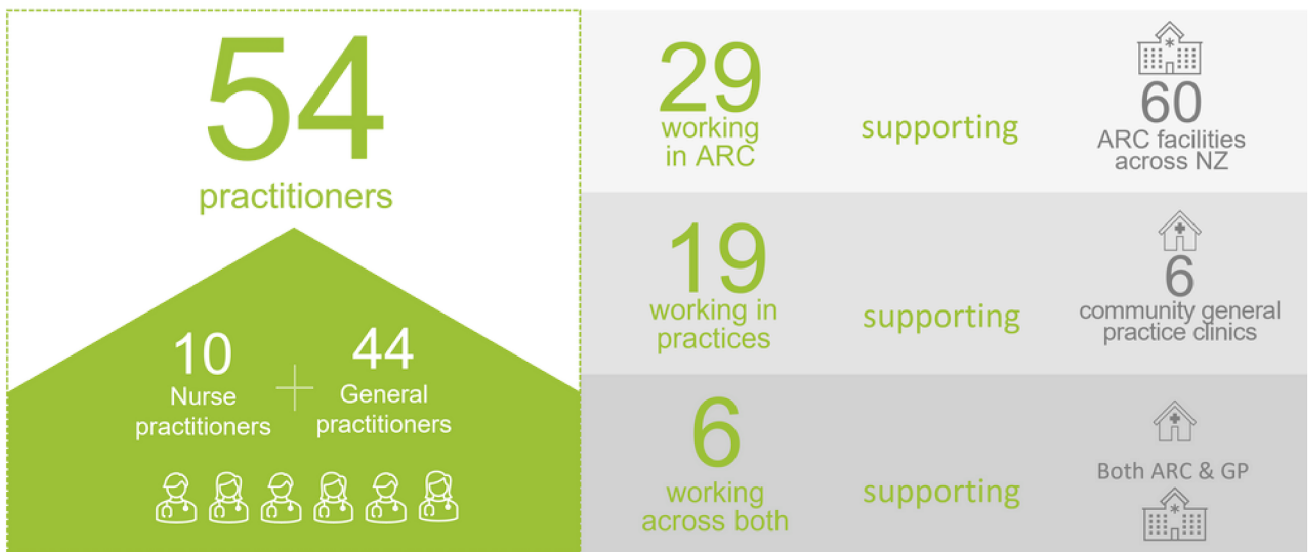 54
practitioners
10
Nurse
practitioners
44
General
practitioners
29
working
in ARC
supporting
60
ARC facilities
across NZ
19
working in
practices
supporting
6
community general
practice clinics
6
working
across both
supporting
Both ARC & GP